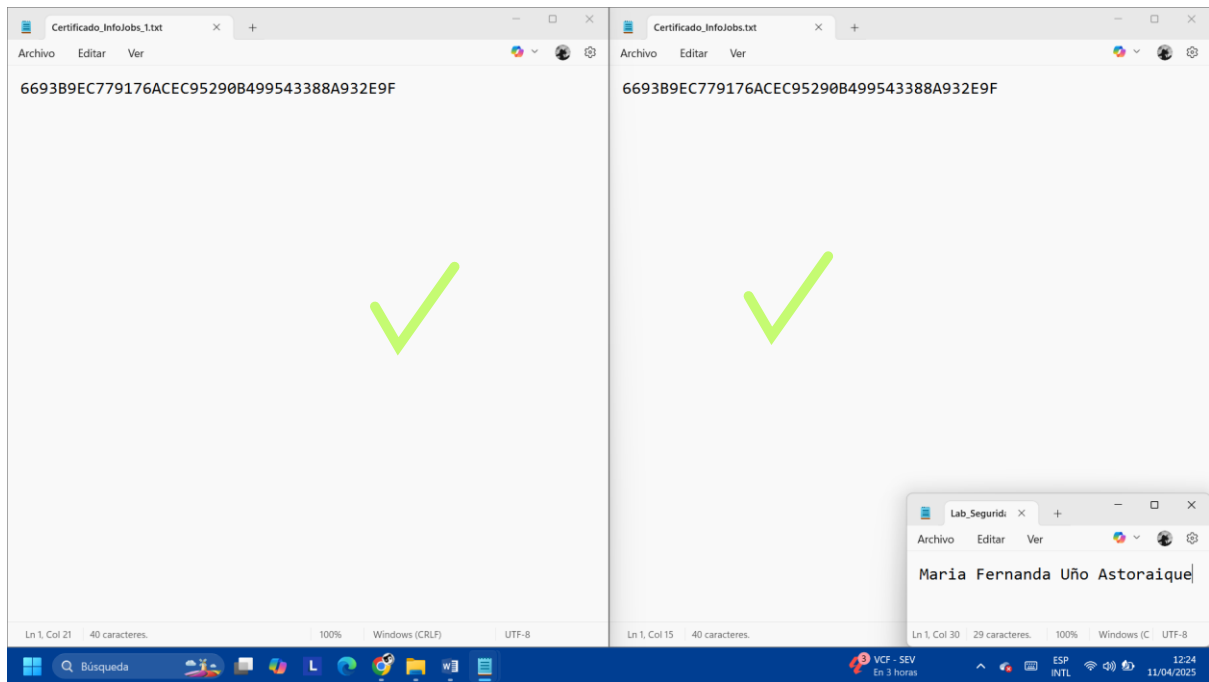 Certificado_InfoJobs_1.txt
Archivo Editar Ver
6693B9EC779176ACEC95290B499543388A932E9F
Ln 1, Col 21 40 caracteres. 100% Windows (CRLF) UTF-8
Certificado_InfoJobs.txt
Archivo Editar Ver
6693B9EC779176ACEC95290B499543388A932E9F
Ln 1, Col 15 40 caracteres.
Lab_Segurid
Archivo Editar Ver
Maria Fernanda Uño Astoraique
Ln 1, Col 30 29 caracteres. 100% Windows (C UTF-8
Búsqueda
L
3
VCF - SEV
En 3 horas
ESP
INTL
12:24
11/04/2025